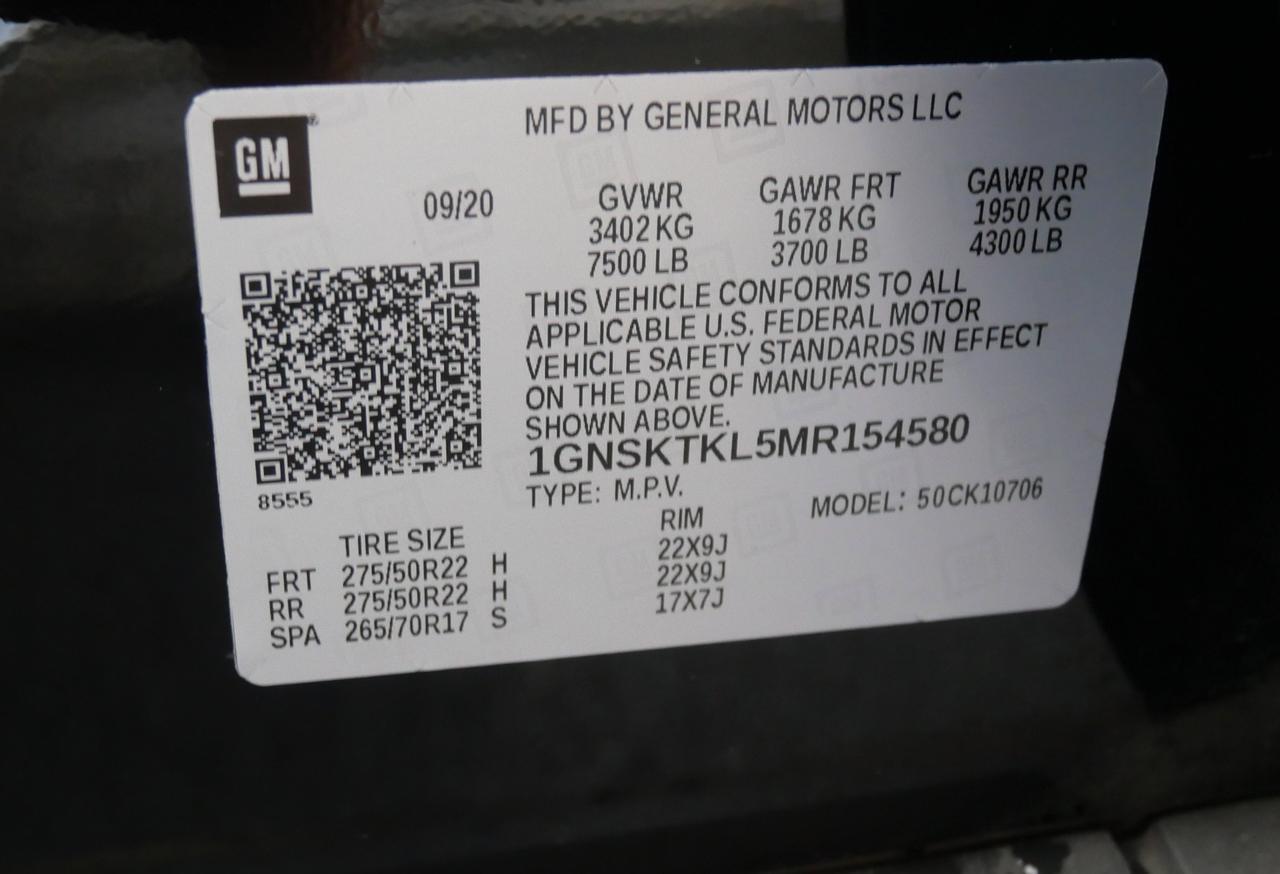 GM
MFD BY GENERAL MOTORS LLC
09/20
GVWR GAWR FRT GAWR RR
3402 KG 1678 KG 1950 KG
7500 LB 3700 LB 4300 LB
THIS VEHICLE CONFORMS TO ALL
APPLICABLE U.S. FEDERAL MOTOR
VEHICLE SAFETY STANDARDS IN EFFECT
ON THE DATE OF MANUFACTURE
SHOWN ABOVE.
1GNSKTKL5MR154580
8555
TYPE: M.P.V. MODEL: 50CK10706
TIRE SIZE RIM
FRT 275/50R22 H 22X9J
RR 275/50R22 H 22X9J
SPA 265/70R17 S 17X7J